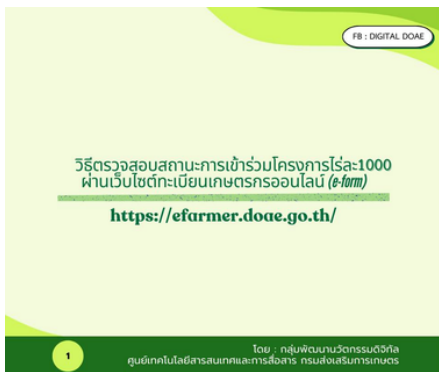 FB : DIGITAL DOAE
วิธีตรวจสอบสถานะการเข้าร่วมโครงการไร่ละ1000
ผ่านเว็บไซต์ทะเบียนเกษตรกรออนไลน์ (e-form)
https://efarmer.doae.go.th/
1
โดย : กลุ่มพัฒนานวัตกรรมดิจิทัล
ศูนย์เทคโนโลยีสารสนเทศและการสื่อสาร กรมส่งเสริมการเกษตร